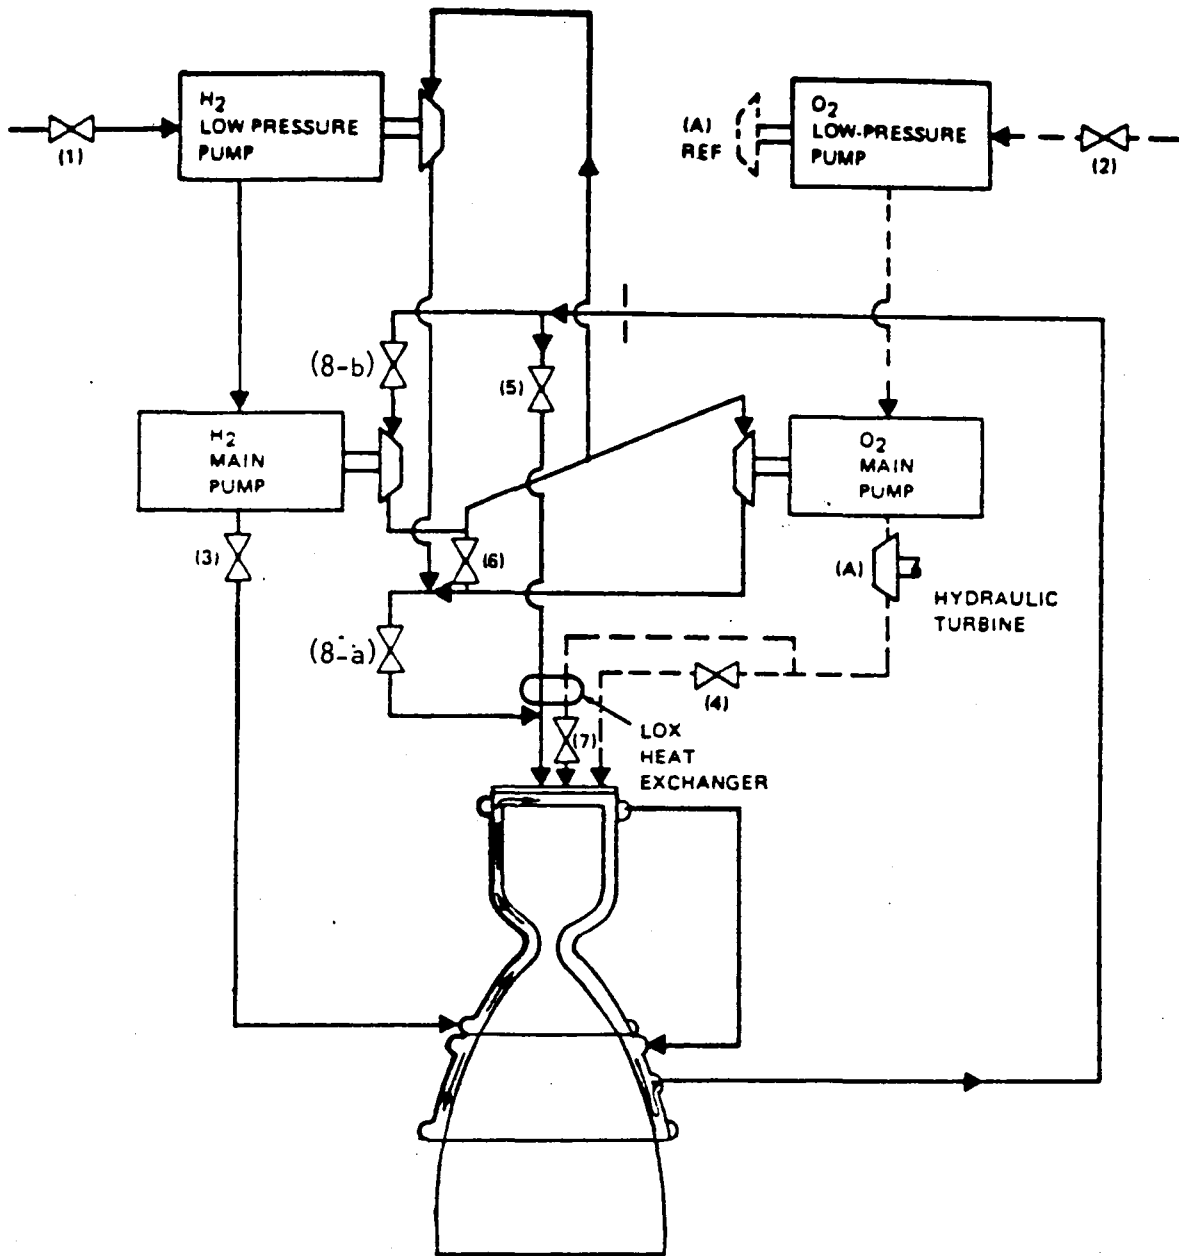 H2
LOW PRESSURE
PUMP
(1)
(A)
REF
O2
LOW-PRESSURE
PUMP
(2)
(8-b)
(5)
H2
MAIN
PUMP
O2
MAIN
PUMP
(3)
(6)
(A)
HYDRAULIC
TURBINE
(8-a)
(4)
(7)
LOX
HEAT
EXCHANGER